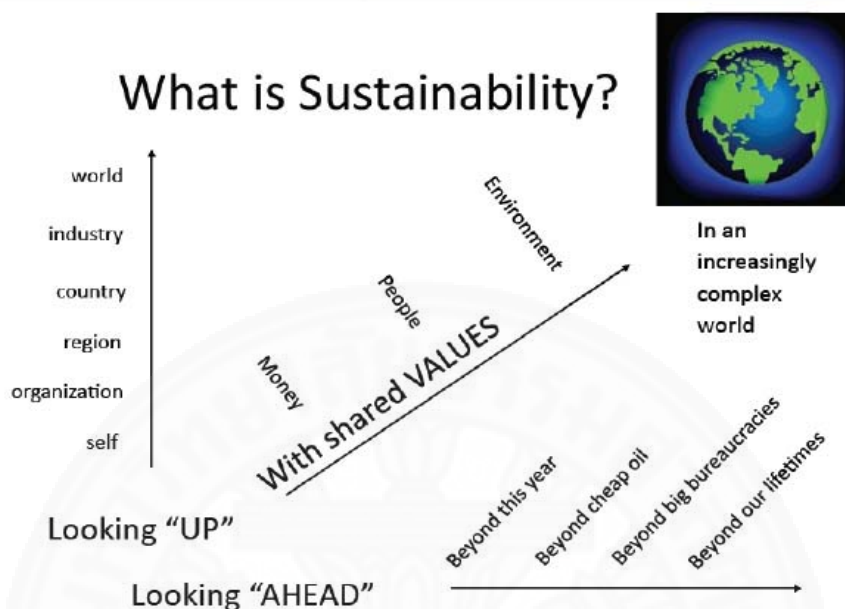 What is Sustainability?
world
industry
country
region
organization
self
Looking “UP”
Money
People
Environment
With shared VALUES
In an
increasingly
complex
world
Beyond this year
Beyond cheap oil
Beyond big bureaucracies
Beyond our lifetimes
Looking “AHEAD”